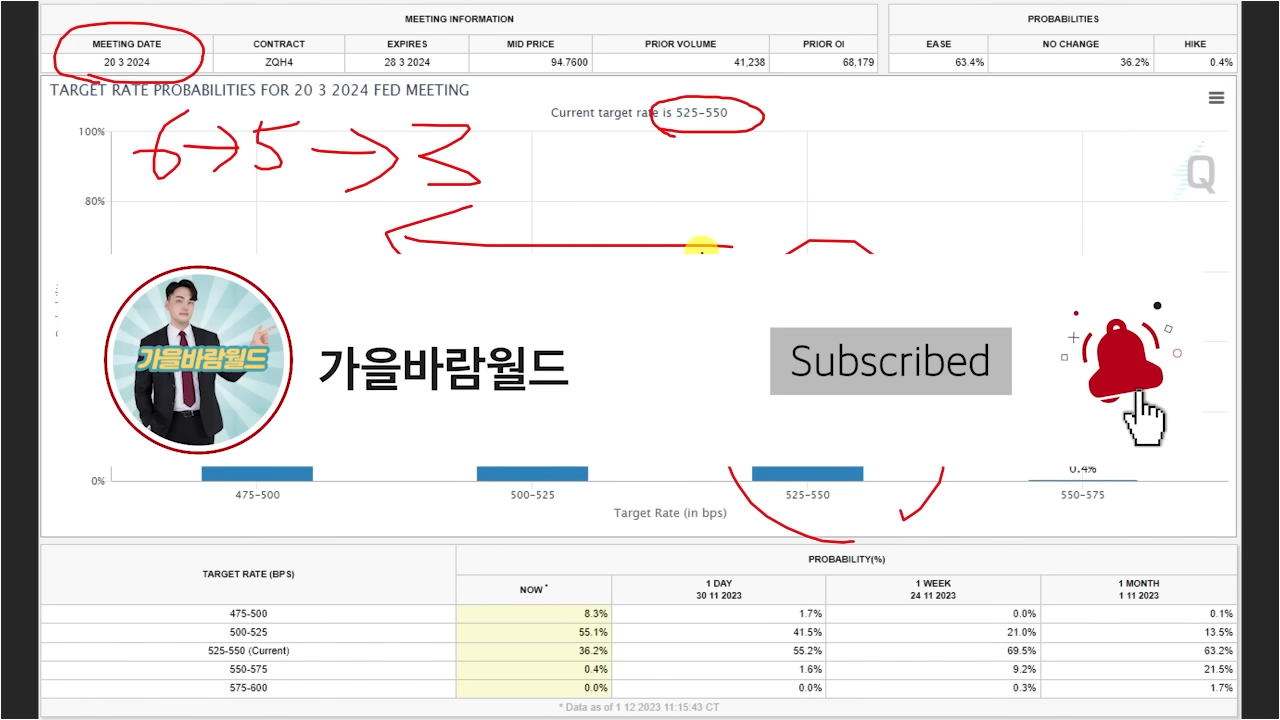 MEETING INFORMATION
PROBABILITIES
MEETING DATE CONTRACT EXPIRES MID PRICE PRIOR VOLUME PRIOR OI EASE NO CHANGE HIKE
20 3 2024 ZQH4 28 3 2024 94.7600 41,238 68,179 63.4% 36.2% 0.4%
TARGET RATE PROBABILITIES FOR 20 3 2024 FED MEETING
Current target rate is 525-550
100%
6 → 5 → 3
Q
80%
가을바람월드
가을바람월드
Subscribed
0.4%
0%
475-500 500-525 525-550 550-575
Target Rate (in bps)
TARGET RATE (BPS)
PROBABILITY(%)
NOW *
1 DAY
30 11 2023
1 WEEK
24 11 2023
1 MONTH
1 11 2023
475-500 8.3% 1.7% 0.0% 0.1%
500-525 55.1% 41.5% 21.0% 13.5%
525-550 (Current) 36.2% 55.2% 69.5% 63.2%
550-575 0.4% 1.6% 9.2% 21.5%
575-600 0.0% 0.0% 0.3% 1.7%
* Data as of 1 12 2023 11:15:43 CT